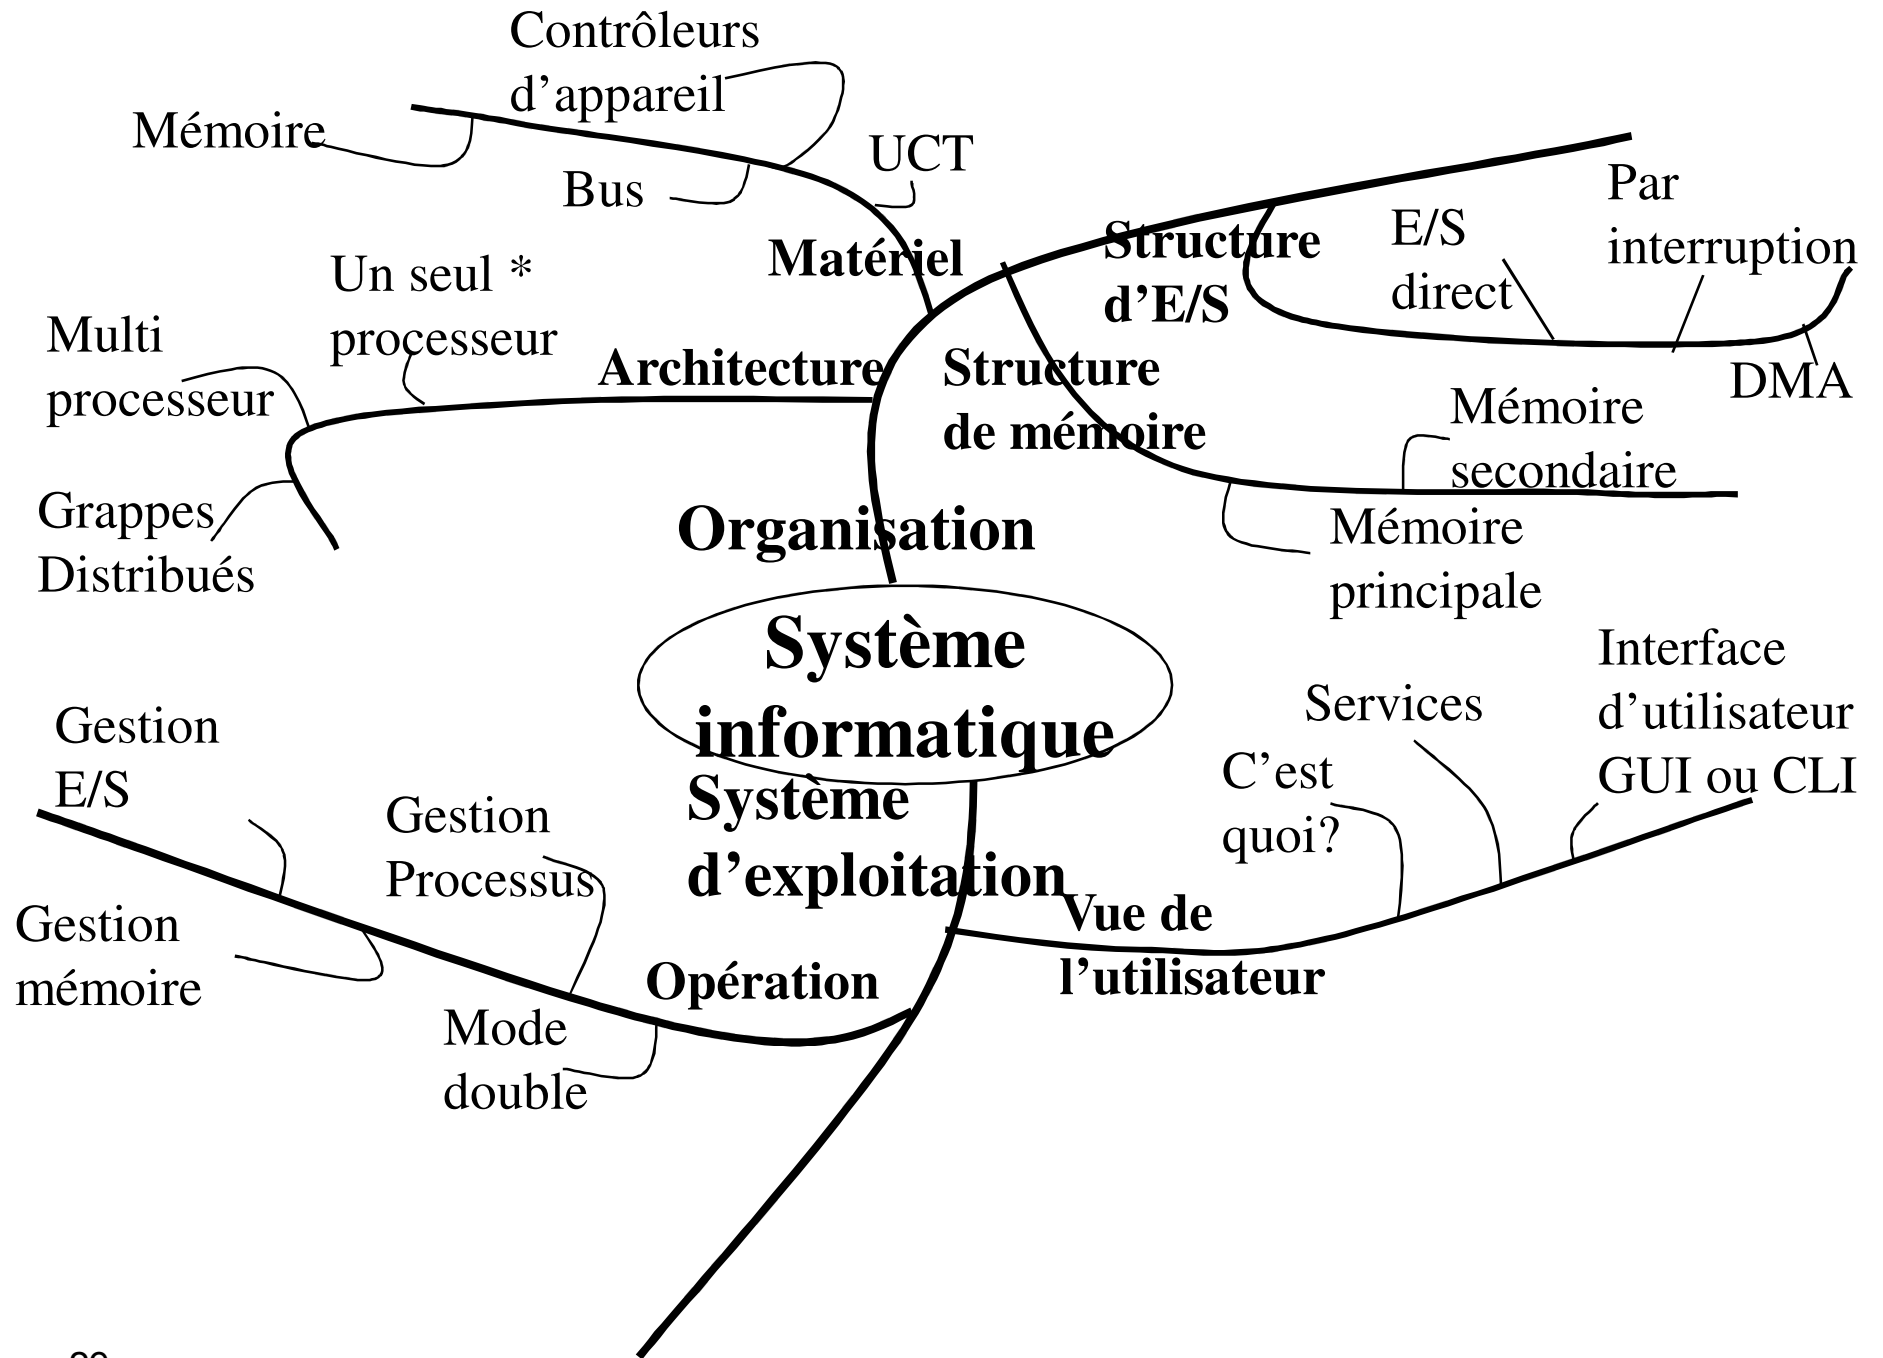 Contrôleurs
d’appareil
Mémoire
UCT
Bus
Matériel
Un seul *
processeur
Multi
processeur
Architecture
Grappes
Distribués
Structure
d’E/S
E/S
direct
Par
interruption
DMA
Structure
de mémoire
Mémoire
secondaire
Mémoire
principale
Organisation
Système
informatique
Système
d’exploitation
Gestion
E/S
Gestion
Processus
Gestion
mémoire
Opération
Mode
double
Vue de
l’utilisateur
C’est
quoi?
Services
Interface
d’utilisateur
GUI ou CLI